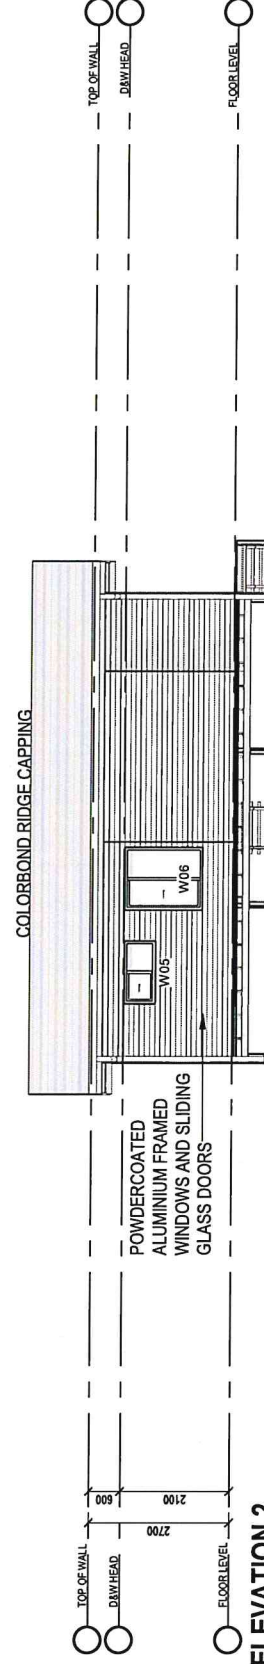 COLORBOND RIDGE CAPPING
TOP OF WALL
D&W HEAD
FLOOR LEVEL
TOP OF WALL
D&W HEAD
FLOOR LEVEL
600
2100
2700
POWDERCOATED
ALUMINIUM FRAMED
WINDOWS AND SLIDING
GLASS DOORS
W05
W06
ELEVATION 2